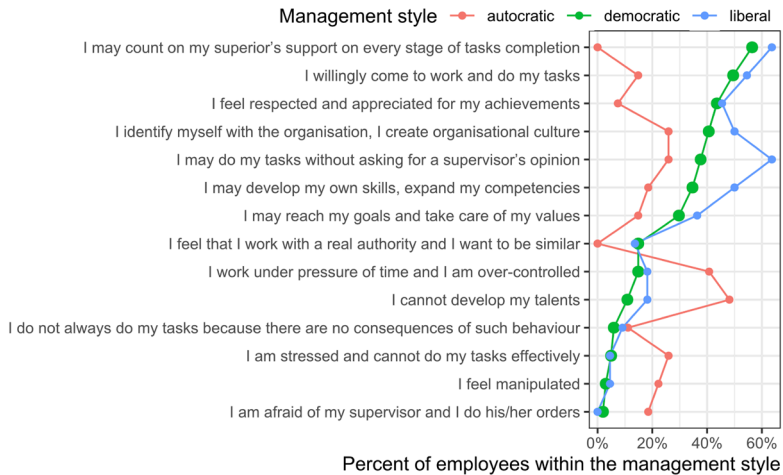 Management style autocratic democratic liberal
I may count on my superior's support on every stage of tasks completion
I willingly come to work and do my tasks
I feel respected and appreciated for my achievements
I identify myself with the organisation, I create organisational culture
I may do my tasks without asking for a supervisor's opinion
I may develop my own skills, expand my competencies
I may reach my goals and take care of my values
I feel that I work with a real authority and I want to be similar
I work under pressure of time and I am over-controlled
I cannot develop my talents
I do not always do my tasks because there are no consequences of such behaviour
I am stressed and cannot do my tasks effectively
I feel manipulated
I am afraid of my supervisor and I do his/her orders
0% 20% 40% 60%
Percent of employees within the management style